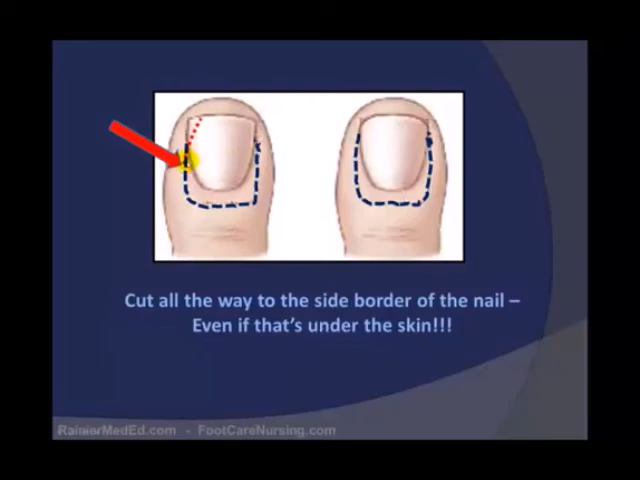 Cut all the way to the side border of the nail –
Even if that's under the skin!!!
RainierMedEd.com - FootCareNursing.com